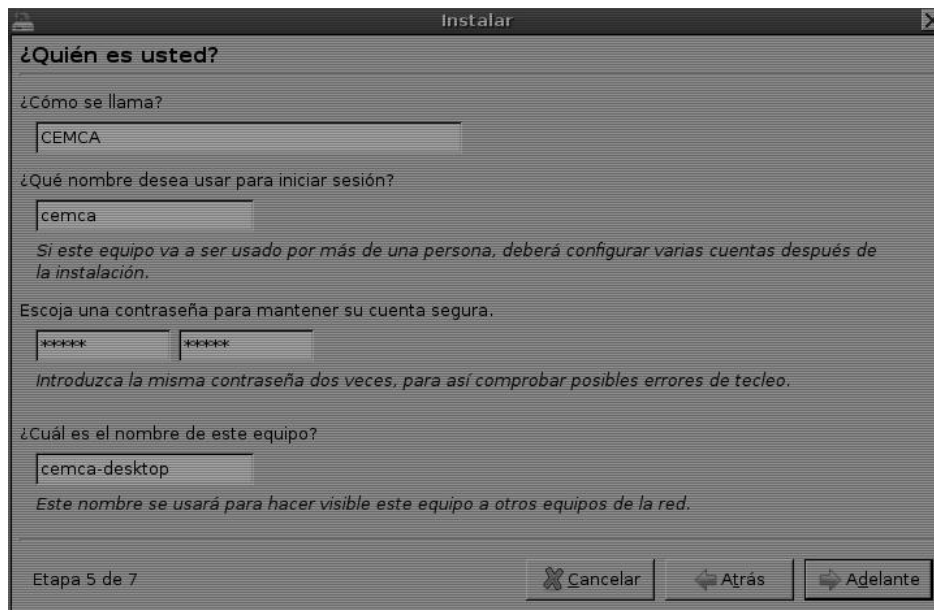 Instalar
¿Quién es usted?
¿Cómo se llama?
CEMCA
¿Qué nombre desea usar para iniciar sesión?
cemca
Si este equipo va a ser usado por más de una persona, deberá configurar varias cuentas después de
la instalación.
Escoja una contraseña para mantener su cuenta segura.
***** *****
Introduzca la misma contraseña dos veces, para así comprobar posibles errores de tecleo.
¿Cuál es el nombre de este equipo?
cemca-desktop
Este nombre se usará para hacer visible este equipo a otros equipos de la red.
Etapa 5 de 7 Cancelar Atrás Adelante